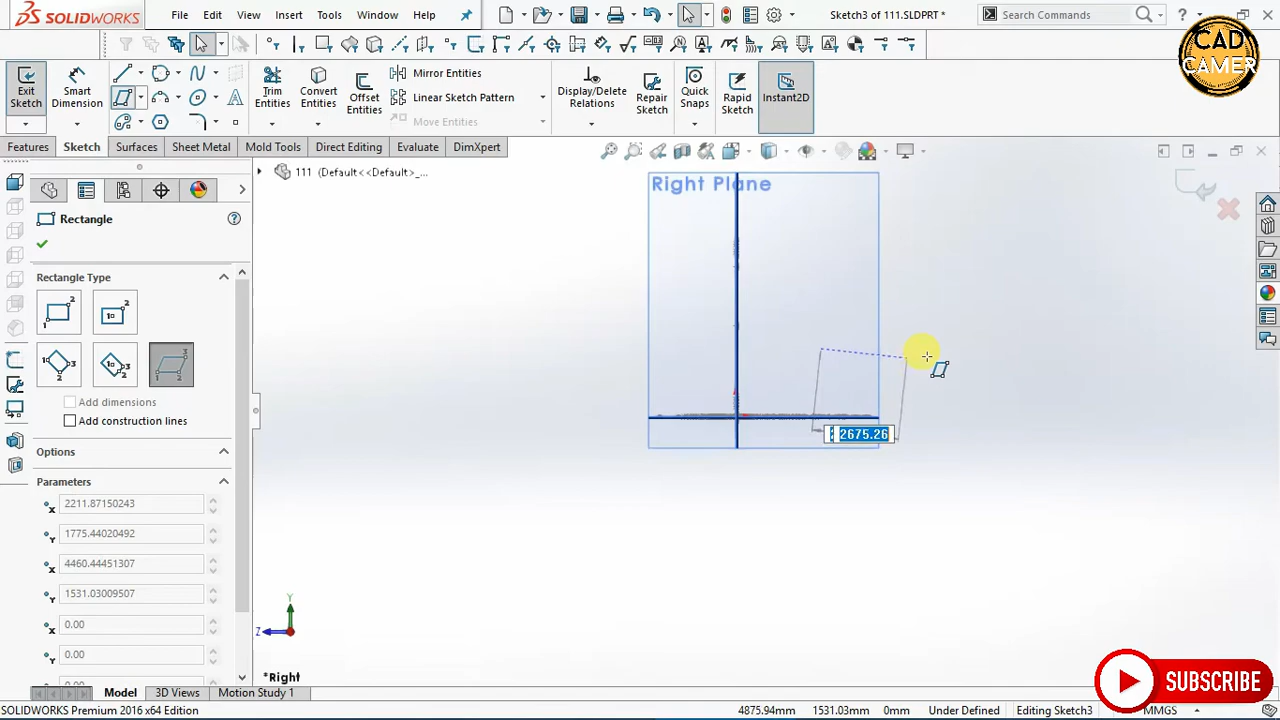 SOLIDWORKS
File
Edit
View
Insert
Tools
Window
Help
Sketch3 of 111.SLDPRT
Search Commands
CAD
CAMER
Exit
Sketch
Smart
Dimension
Trim
Entities
Convert
Entities
Offset
Entities
Mirror Entities
Linear Sketch Pattern
Move Entities
Display/Delete
Relations
Repair
Sketch
Quick
Snaps
Rapid
Sketch
Instant2D
Features
Sketch
Surfaces
Sheet Metal
Mold Tools
Direct Editing
Evaluate
DimXpert
111 (Default<<Default>_...
Right Plane
Rectangle
Rectangle Type
Add dimensions
Add construction lines
Options
Parameters
2211.87150243
1775.44020492
4460.44451307
1531.03009507
0.00
0.00
2675.26
Y
Z
*Right
Model
3D Views
Motion Study 1
SUBSCRIBE
SOLIDWORKS Premium 2016 x64 Edition
4875.94mm
1531.03mm
0mm
Under Defined
Editing Sketch3
MMGS